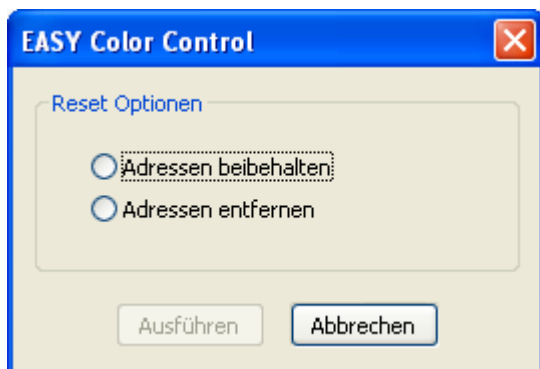 EASY Color Control
Reset Optionen
Adressen beibehalten
Adressen entfernen
Ausführen Abbrechen